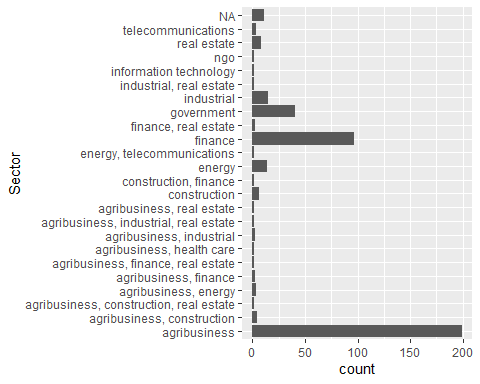 NA
telecommunications
real estate
ngo
information technology
industrial, real estate
industrial
government
finance, real estate
finance
energy, telecommunications
energy
construction, finance
construction
agribusiness, real estate
agribusiness, industrial, real estate
agribusiness, industrial
agribusiness, health care
agribusiness, finance, real estate
agribusiness, finance
agribusiness, energy
agribusiness, construction, real estate
agribusiness, construction
agribusiness
Sector
0 50 100 150 200
count